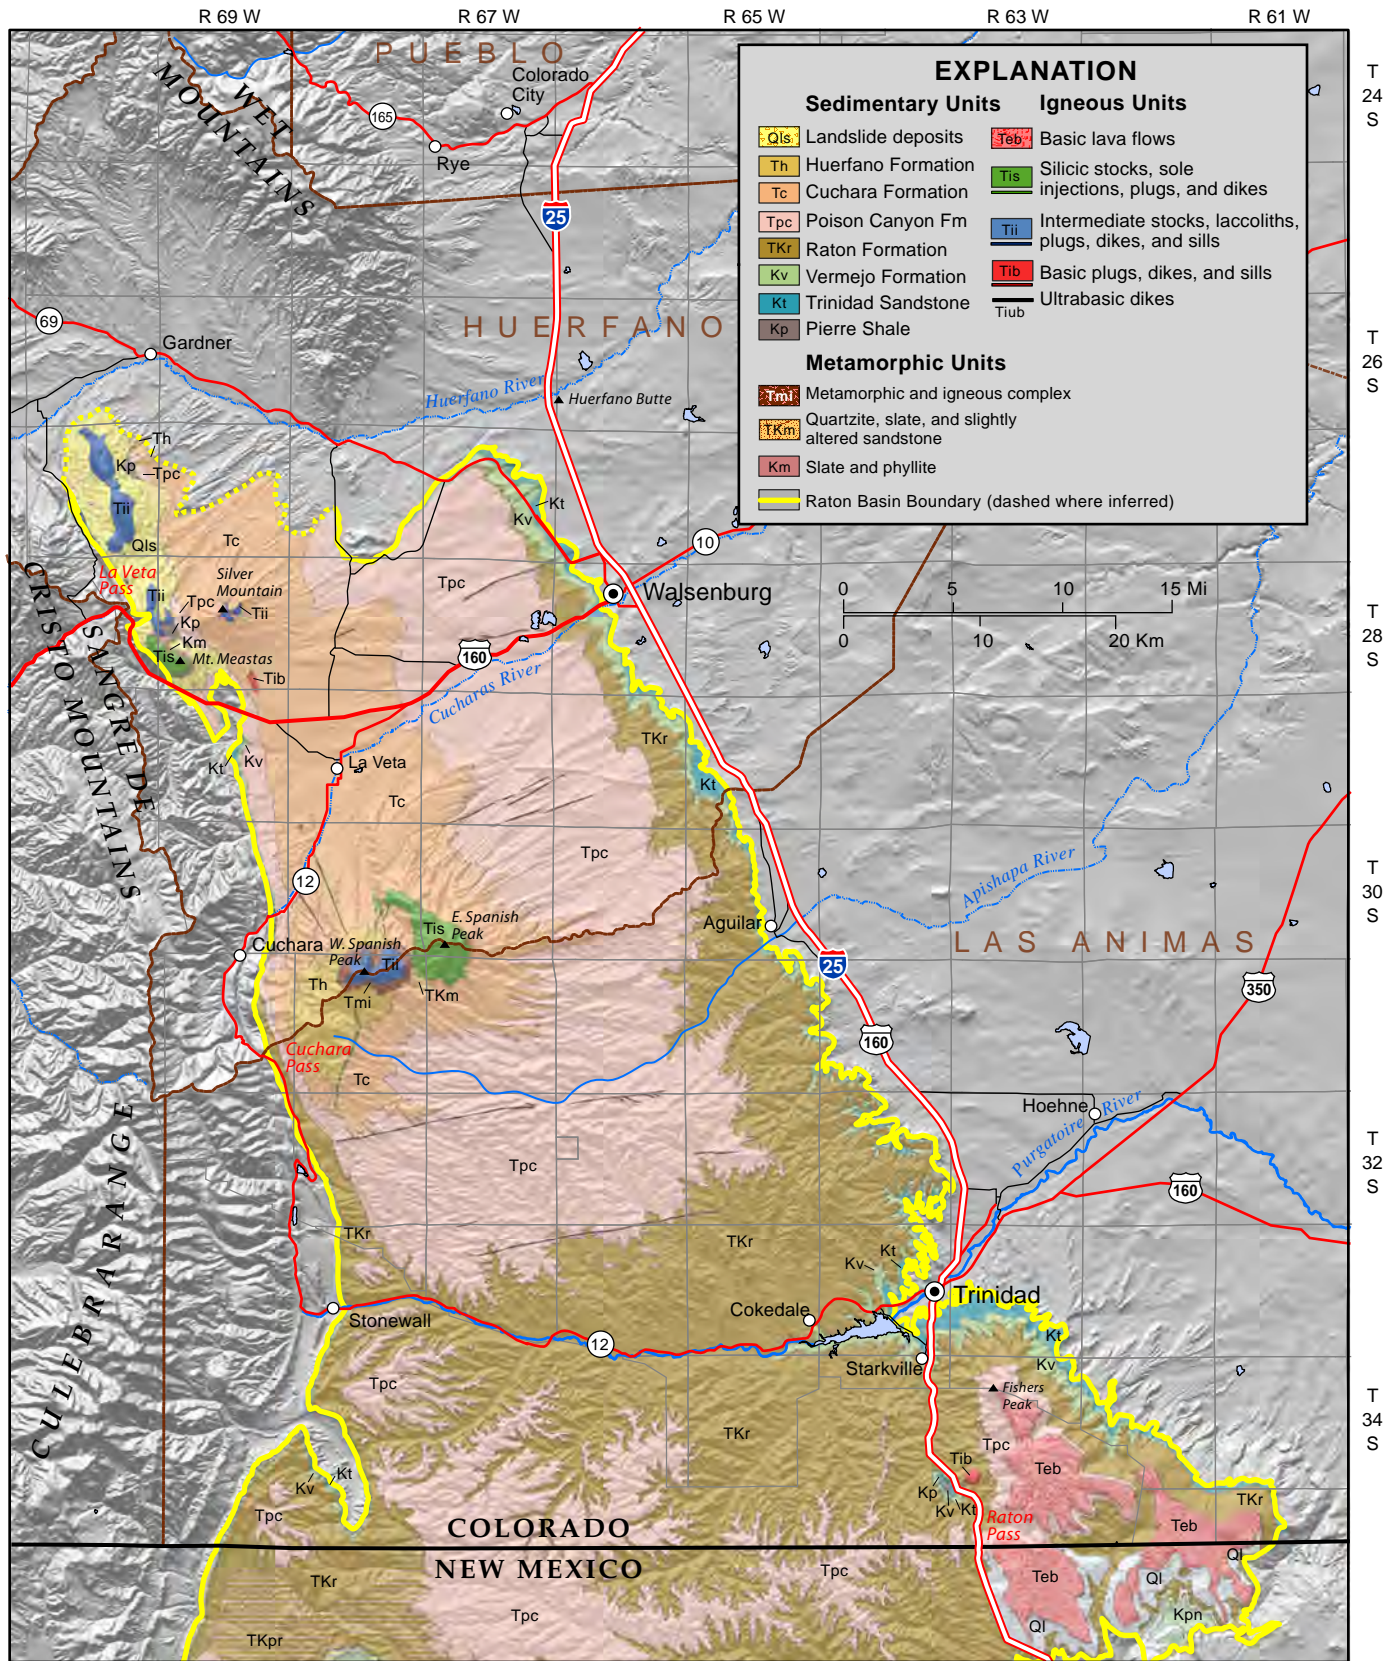 R 69 W R 67 W R 65 W R 63 W R 61 W
PUEBLO
WET
MOUNTAINS
Colorado
City
165
Rye
25
T
24
S
EXPLANATION
Sedimentary Units
Qls Landslide deposits
Th Huerfano Formation
Tc Cuchara Formation
Tpc Poison Canyon Fm
TKr Raton Formation
Kv Vermejo Formation
Kt Trinidad Sandstone
Kp Pierre Shale
Igneous Units
Teb Basic lava flows
Tis Silicic stocks, sole
injections, plugs, and dikes
Tii Intermediate stocks, laccoliths,
plugs, dikes, and sills
Tib Basic plugs, dikes, and sills
Tiub Ultrabasic dikes
Metamorphic Units
Tmi Metamorphic and igneous complex
TKm Quartzite, slate, and slightly
altered sandstone
Km Slate and phyllite
Raton Basin Boundary (dashed where inferred)
69
Gardner
HUERFANO
Huerfano River
Huerfano Butte
T
26
S
Th
Kp
Tpc
Tii
Qls
Tc
Kt
Kv
10
La Veta
Pass
Silver
Mountain
Tii
Tpc
Tii
Kp
Km
Tis
Mt. Meastas
Tib
Tpc
Walsenburg
0 5 10 15 Mi
0 10 20 Km
T
28
S
160
Cucharas River
SANGRE DE
CRISTO MOUNTAINS
TKr
Kt
Kv
La Veta
Kt
Tc
Tpc
12
Apishapa River
T
30
S
Aguilar
E. Spanish
Peak
Tis
Cuchara
W. Spanish
Peak
Tii
Th
Tmi
TKm
LAS ANIMAS
25
350
160
Cuchara
Pass
Tc
Hoehne
Purgatoire River
CULEBRA RANGE
Tpc
T
32
S
160
TKr
TKr
Kt
Kv
Trinidad
Cokedale
Stonewall
12
Starkville
Kt
Kv
Tpc
Fishers
Peak
T
34
S
TKr
Tpc
Tib
Teb
Kv
Kt
Kp
Kv
Kt
TKr
Tpc
Raton
Pass
Teb
COLORADO
NEW MEXICO
Ql
TKr
Tpc
Teb
Ql
Tpc
Kpn
Ql
TKpr